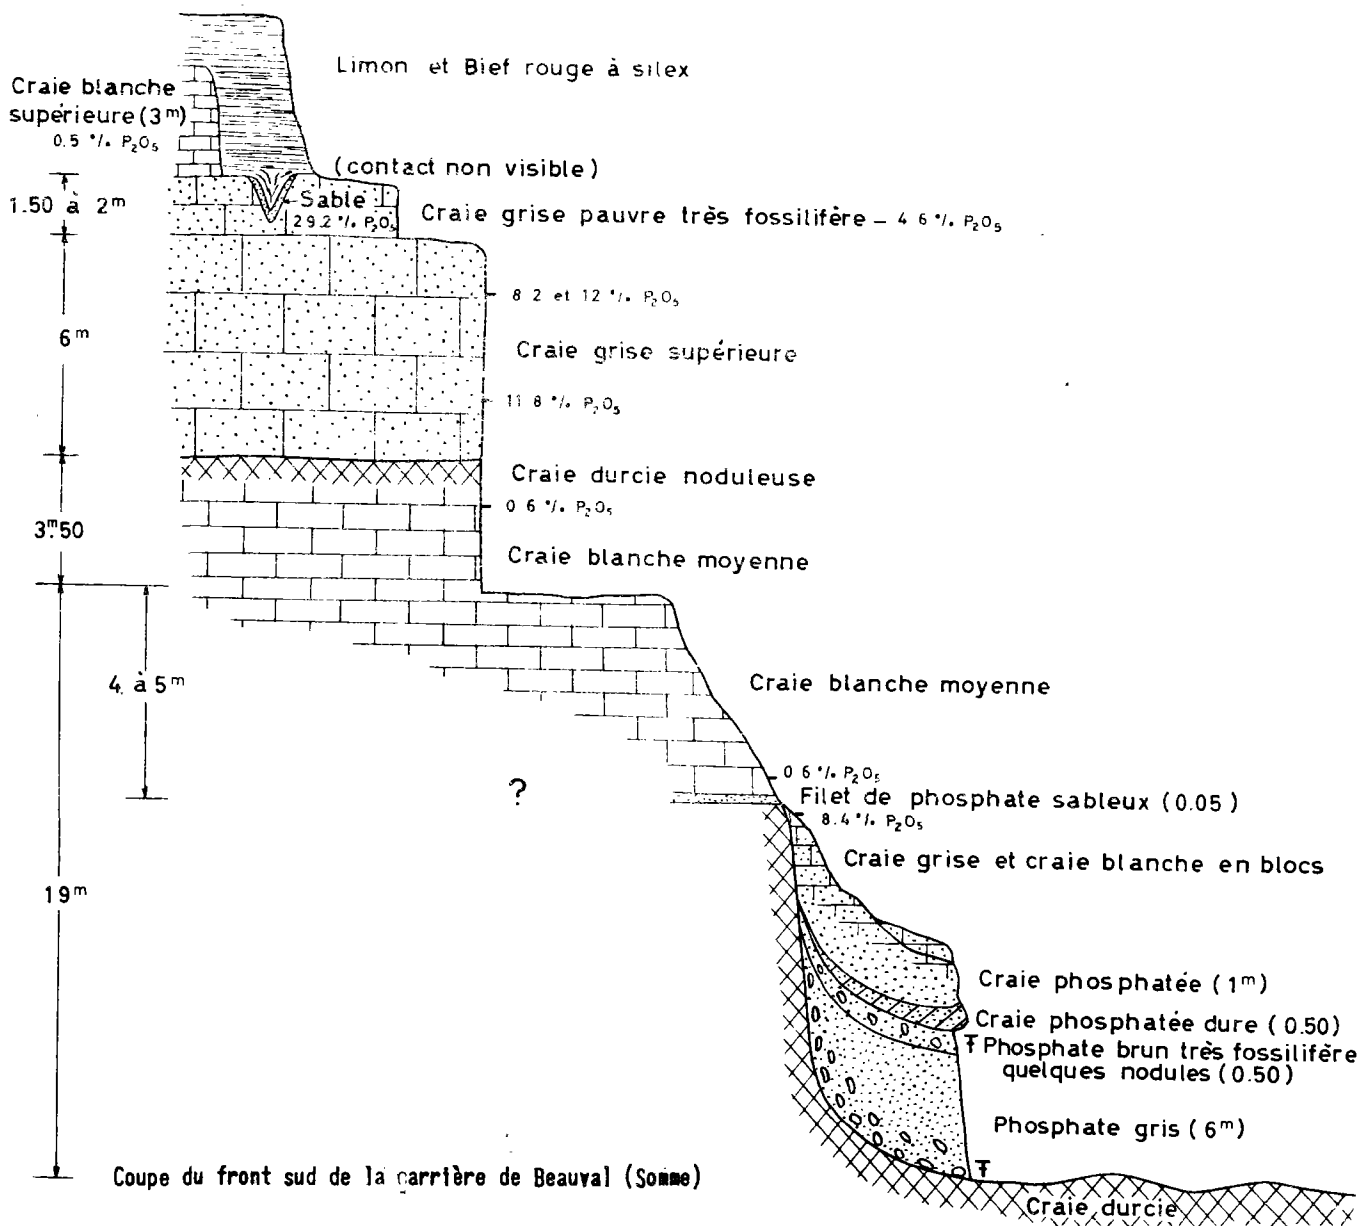 Limon et Bief rouge à silex
Craie blanche
supérieure (3m)
0.5 % P2O5
(contact non visible)
1.50 à 2m
Sable
29.2 % P2O5
Craie grise pauvre très fossilifère – 4 6 % P2O5
8 2 et 12 % P2O5
6m
Craie grise supérieure
11 8 % P2O5
Craie durcie noduleuse
0 6 % P2O5
3m50
Craie blanche moyenne
4 à 5m
Craie blanche moyenne
0 6 % P2O5
?
Filet de phosphate sableux (0.05)
8.4 % P2O5
Craie grise et craie blanche en blocs
19m
Craie phosphatée (1m)
Craie phosphatée dure (0.50)
Ŧ Phosphate brun très fossilifère
quelques nodules (0.50)
Phosphate gris (6m)
Ŧ
Coupe du front sud de la carrière de Beauval (Somme)
Craie durcie